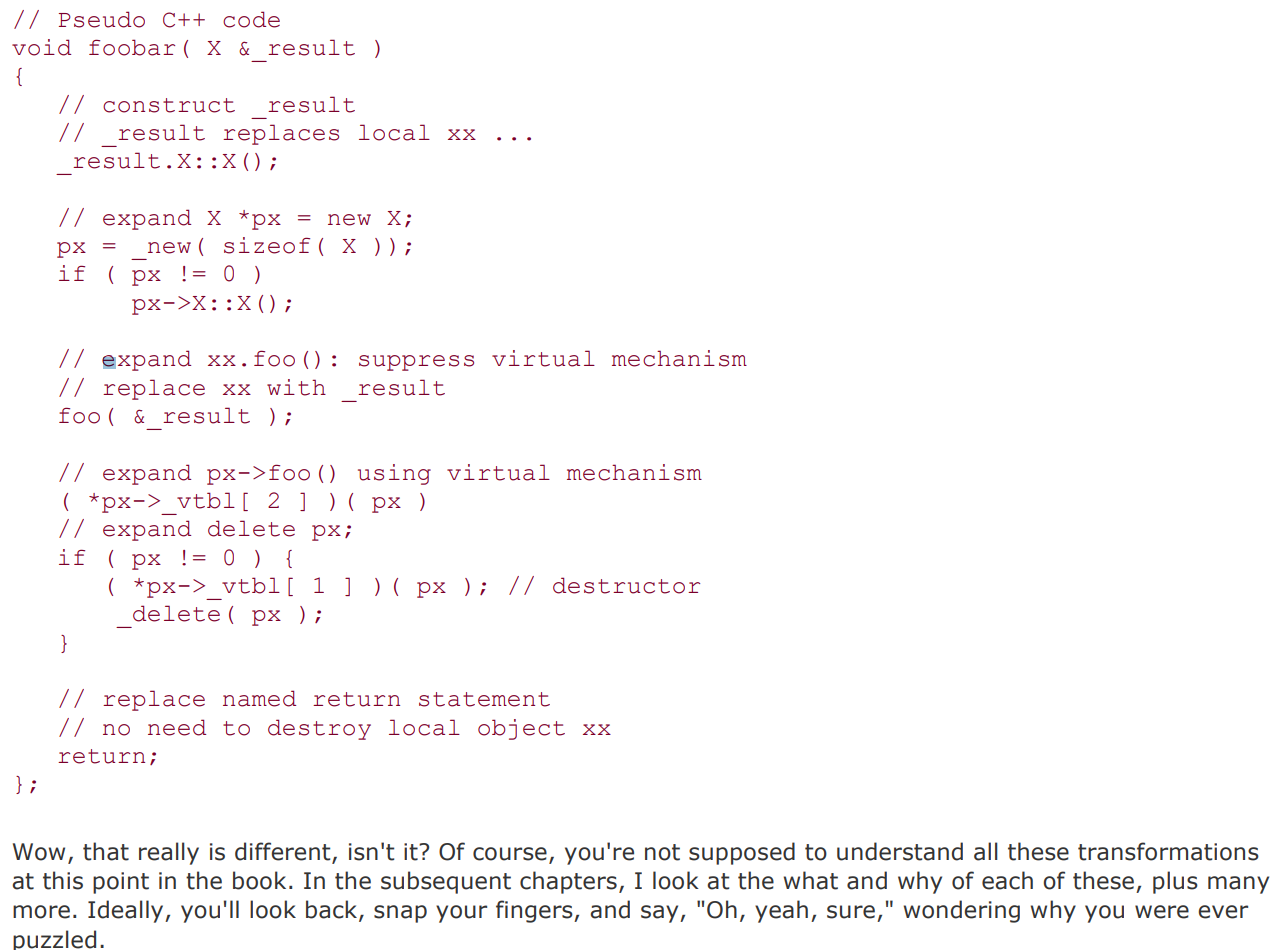 // Pseudo C++ code
void foobar( X &_result )
{
   // construct _result
   // _result replaces local xx ...
   _result.X::X();

   // expand X *px = new X;
   px = _new( sizeof( X ));
   if ( px != 0 )
        px->X::X();

   // expand xx.foo(): suppress virtual mechanism
   // replace xx with _result
   foo( &_result );

   // expand px->foo() using virtual mechanism
   ( *px->_vtbl[ 2 ] )( px )
   // expand delete px;
   if ( px != 0 ) {
      ( *px->_vtbl[ 1 ] )( px ); // destructor
       _delete( px );
   }

   // replace named return statement
   // no need to destroy local object xx
   return;
};

Wow, that really is different, isn't it? Of course, you're not supposed to understand all these transformations
at this point in the book. In the subsequent chapters, I look at the what and why of each of these, plus many
more. Ideally, you'll look back, snap your fingers, and say, "Oh, yeah, sure," wondering why you were ever
puzzled.